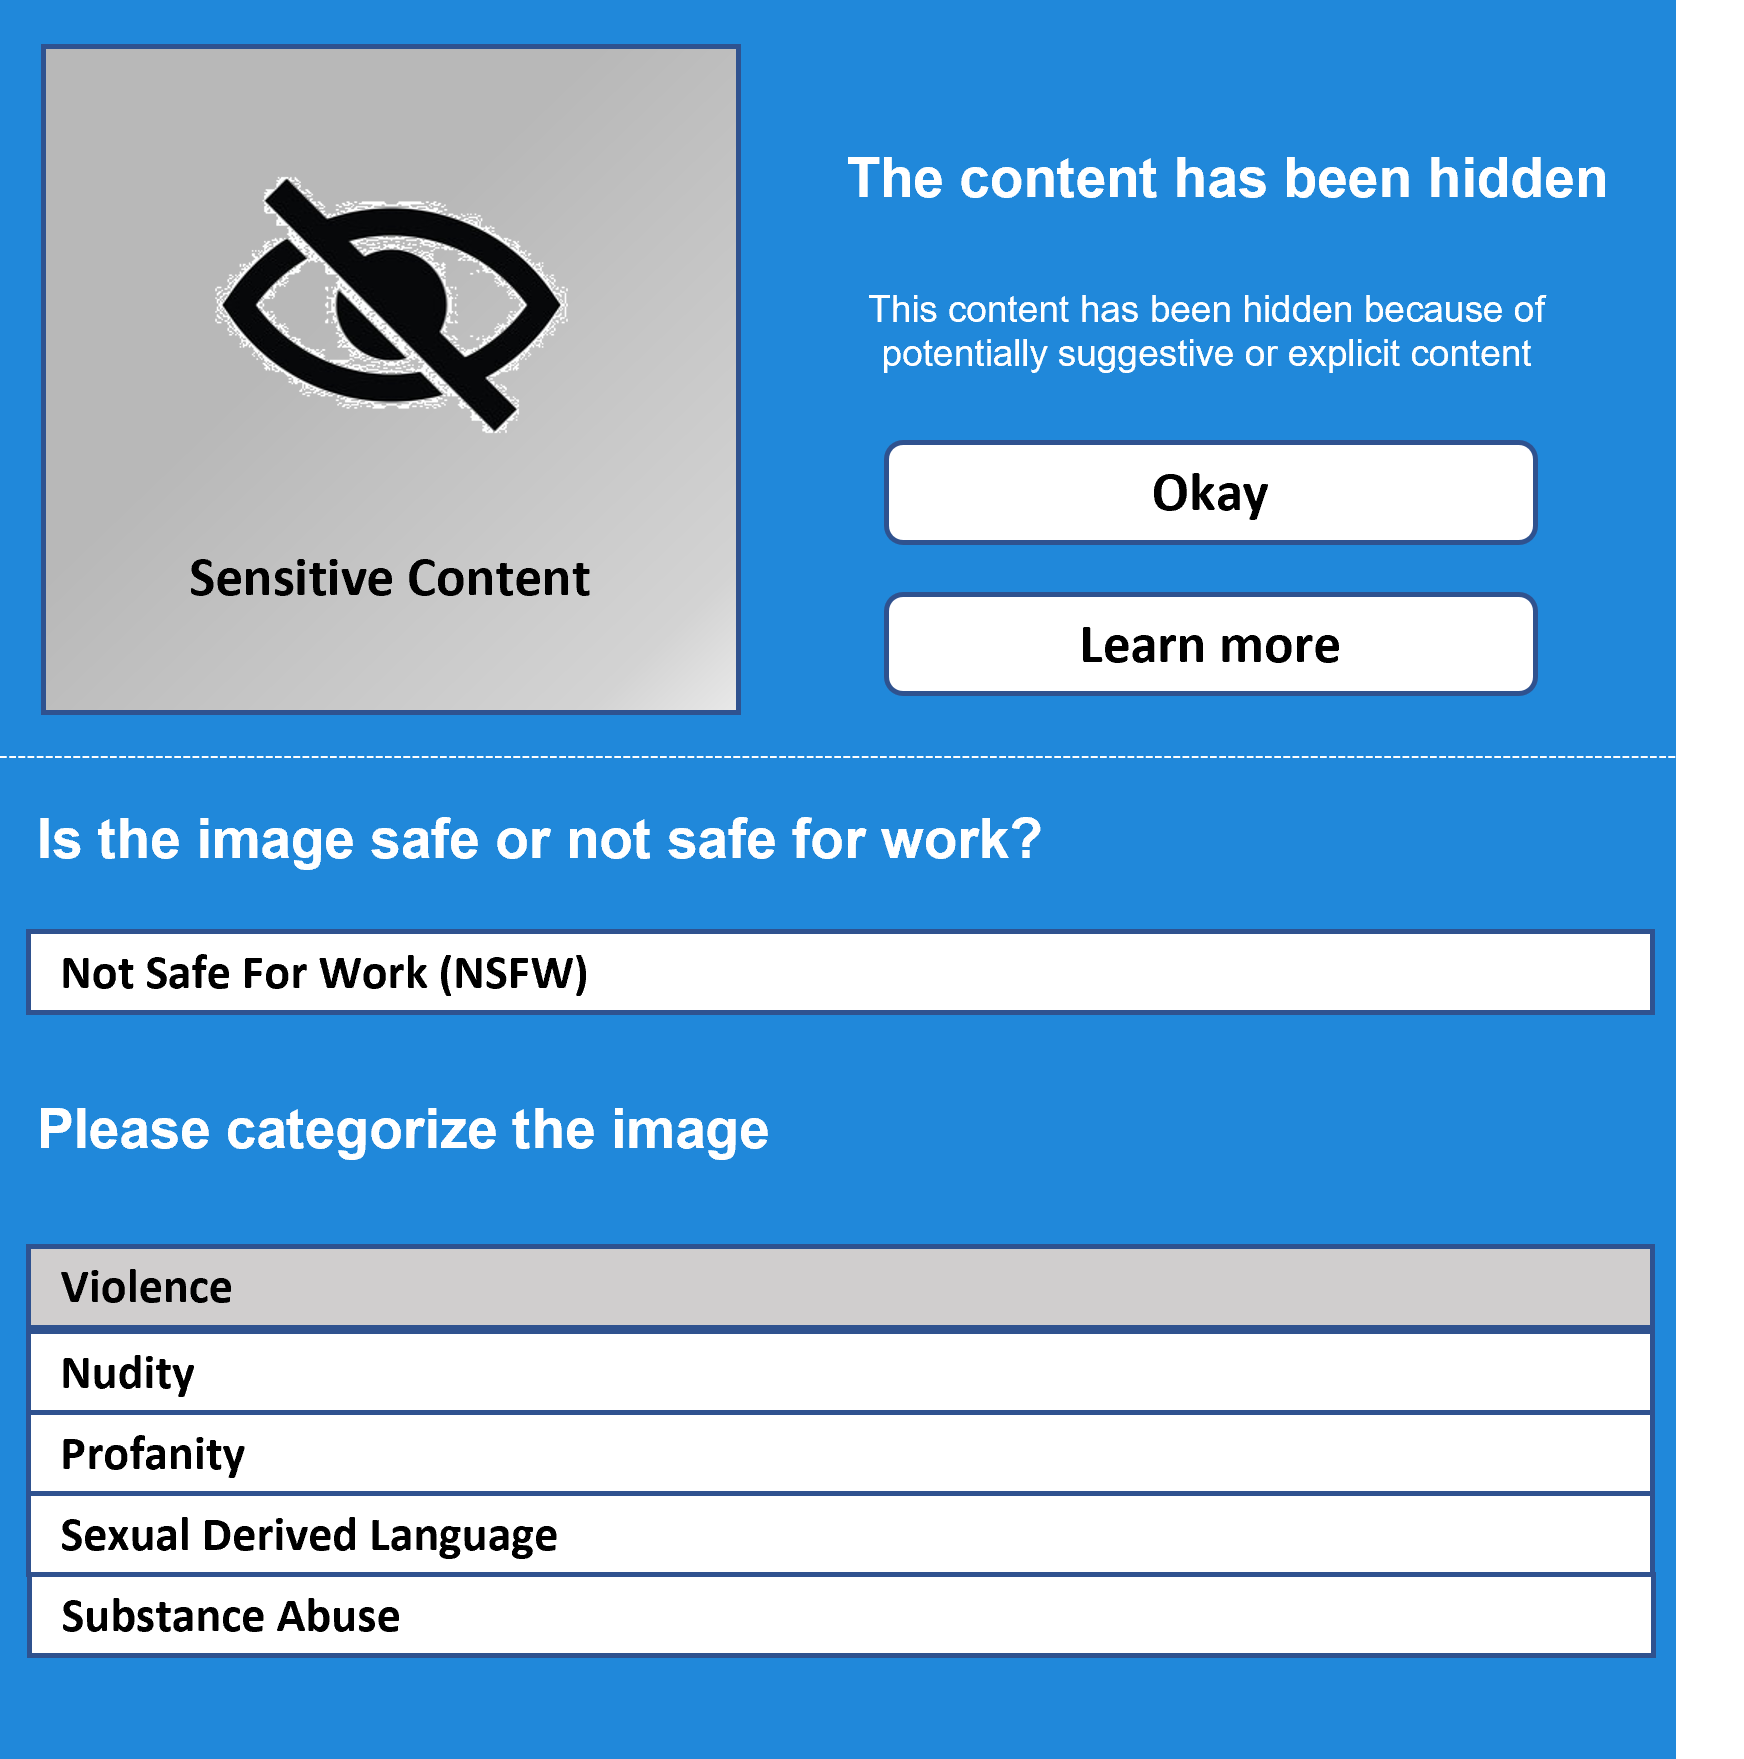 Sensitive Content
The content has been hidden
This content has been hidden because of
potentially suggestive or explicit content
Okay
Learn more
Is the image safe or not safe for work?
Not Safe For Work (NSFW)
Please categorize the image
Violence
Nudity
Profanity
Sexual Derived Language
Substance Abuse